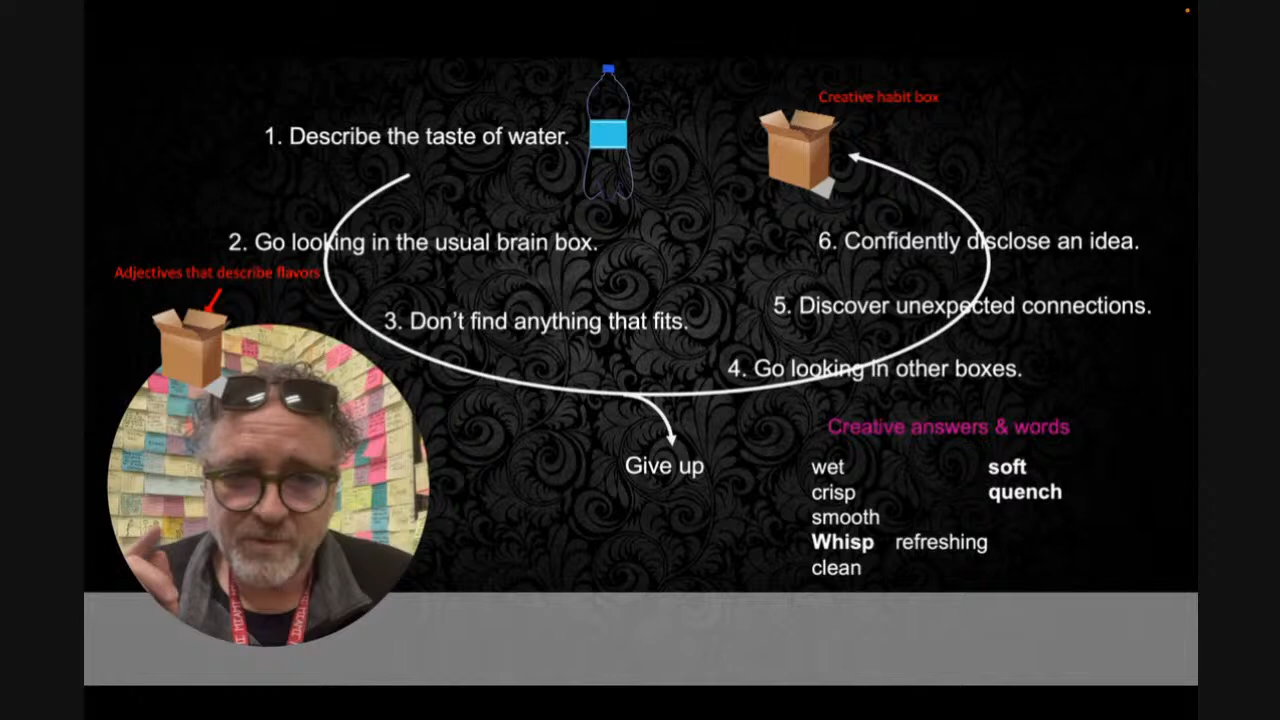 1. Describe the taste of water.
Creative habit box
2. Go looking in the usual brain box.
Adjectives that describe flavors
3. Don't find anything that fits.
Give up
4. Go looking in other boxes.
5. Discover unexpected connections.
6. Confidently disclose an idea.
Creative answers & words
wet soft
crisp quench
smooth
Whisp refreshing
clean
MIAMI